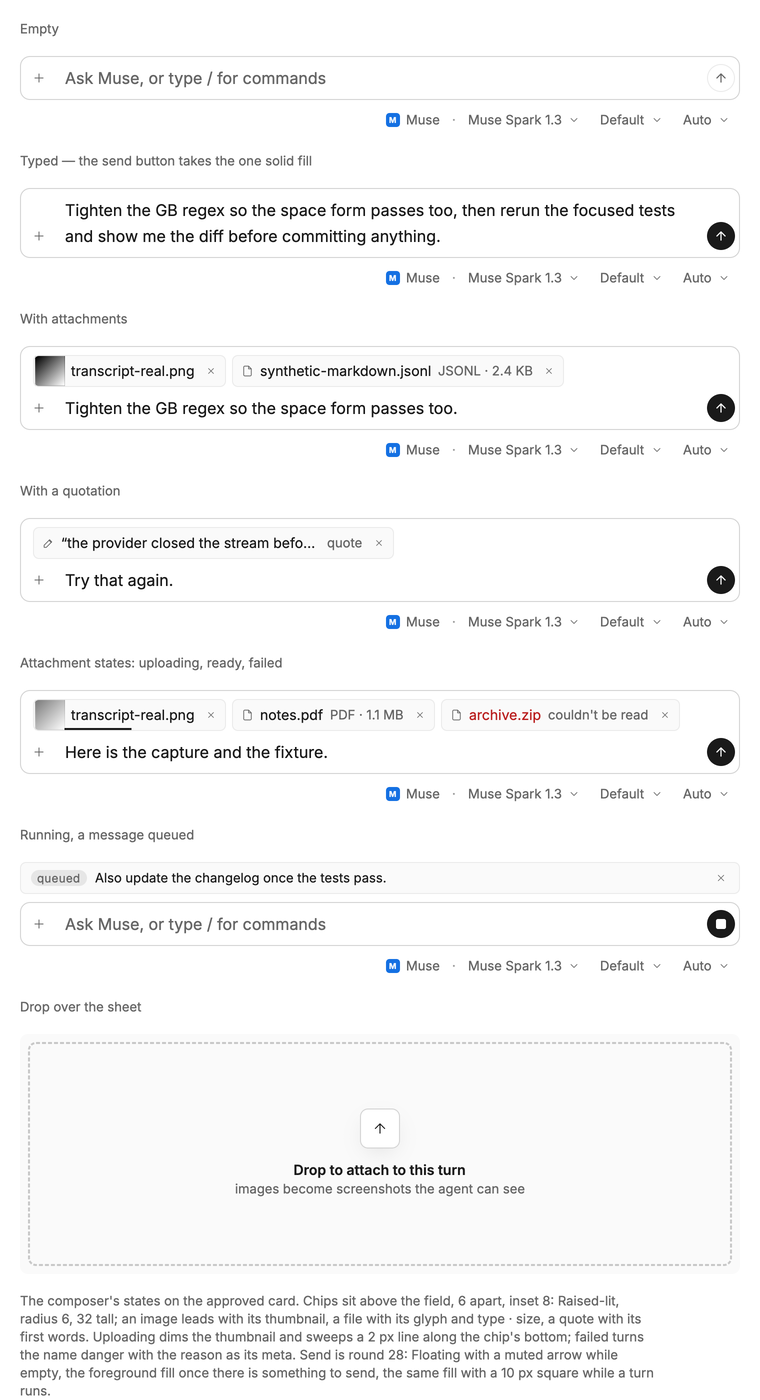 Empty
Ask Muse, or type / for commands
M Muse · Muse Spark 1.3 Default Auto
Typed — the send button takes the one solid fill
Tighten the GB regex so the space form passes too, then rerun the focused tests
and show me the diff before committing anything.
M Muse · Muse Spark 1.3 Default Auto
With attachments
transcript-real.png × synthetic-markdown.jsonl JSONL · 2.4 KB ×
Tighten the GB regex so the space form passes too.
M Muse · Muse Spark 1.3 Default Auto
With a quotation
“the provider closed the stream befo... quote ×
Try that again.
M Muse · Muse Spark 1.3 Default Auto
Attachment states: uploading, ready, failed
transcript-real.png × notes.pdf PDF · 1.1 MB × archive.zip couldn't be read ×
Here is the capture and the fixture.
M Muse · Muse Spark 1.3 Default Auto
Running, a message queued
queued Also update the changelog once the tests pass. ×
Ask Muse, or type / for commands
M Muse · Muse Spark 1.3 Default Auto
Drop over the sheet
Drop to attach to this turn
images become screenshots the agent can see
The composer's states on the approved card. Chips sit above the field, 6 apart, inset 8: Raised-lit,
radius 6, 32 tall; an image leads with its thumbnail, a file with its glyph and type · size, a quote with its
first words. Uploading dims the thumbnail and sweeps a 2 px line along the chip's bottom; failed turns
the name danger with the reason as its meta. Send is round 28: Floating with a muted arrow while
empty, the foreground fill once there is something to send, the same fill with a 10 px square while a turn
runs.